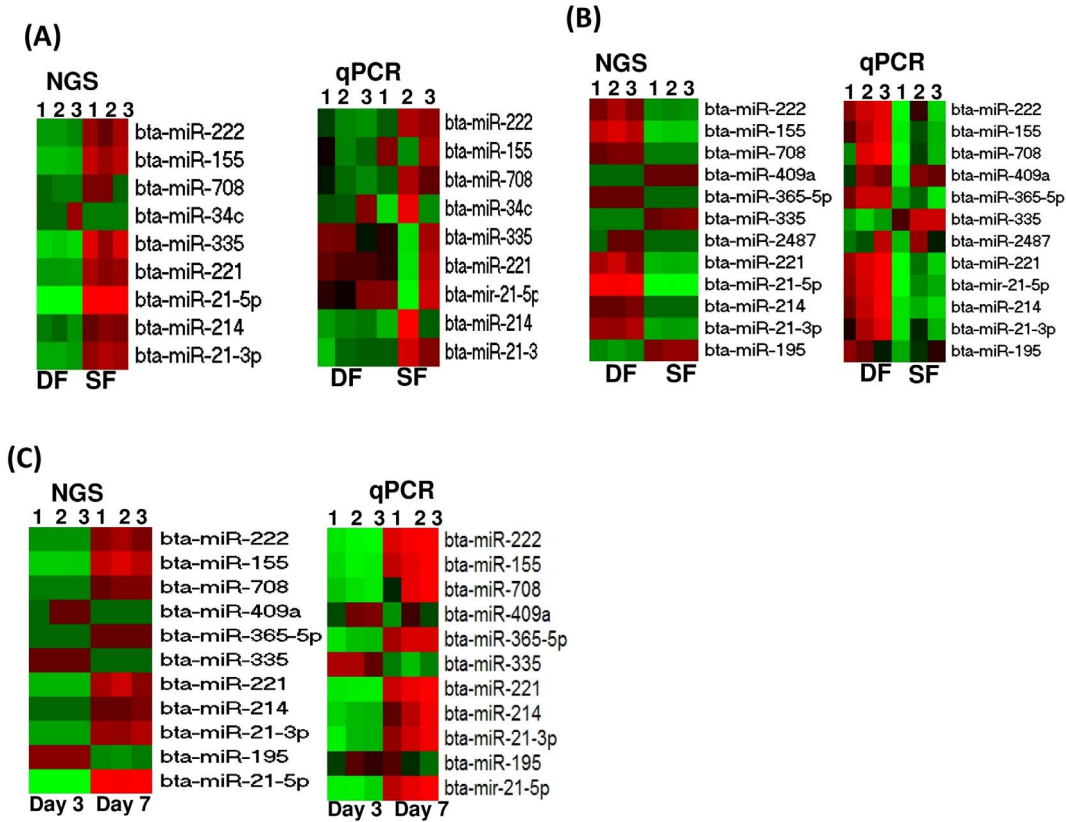 (A)
NGS
1 2 3 1 2 3
bta-miR-222
bta-miR-155
bta-miR-708
bta-miR-34c
bta-miR-335
bta-miR-221
bta-miR-21-5p
bta-miR-214
bta-miR-21-3p
DF SF
qPCR
1 2 3 1 2 3
bta-miR-222
bta-miR-155
bta-miR-708
bta-miR-34c
bta-miR-335
bta-miR-221
bta-mir-21-5p
bta-miR-214
bta-miR-21-3
DF SF
(B)
NGS
1 2 3 1 2 3
bta-miR-222
bta-miR-155
bta-miR-708
bta-miR-409a
bta-miR-365-5p
bta-miR-335
bta-miR-2487
bta-miR-221
bta-miR-21-5p
bta-miR-214
bta-miR-21-3p
bta-miR-195
DF SF
qPCR
1 2 3 1 2 3
bta-miR-222
bta-miR-155
bta-miR-708
bta-miR-409a
bta-miR-365-5p
bta-miR-335
bta-miR-2487
bta-miR-221
bta-mir-21-5p
bta-miR-214
bta-miR-21-3p
bta-miR-195
DF SF
(C)
NGS
1 2 3 1 2 3
bta-miR-222
bta-miR-155
bta-miR-708
bta-miR-409a
bta-miR-365-5p
bta-miR-335
bta-miR-221
bta-miR-214
bta-miR-21-3p
bta-miR-195
bta-miR-21-5p
Day 3 Day 7
qPCR
1 2 3 1 2 3
bta-miR-222
bta-miR-155
bta-miR-708
bta-miR-409a
bta-miR-365-5p
bta-miR-335
bta-miR-221
bta-miR-214
bta-miR-21-3p
bta-miR-195
bta-mir-21-5p
Day 3 Day 7